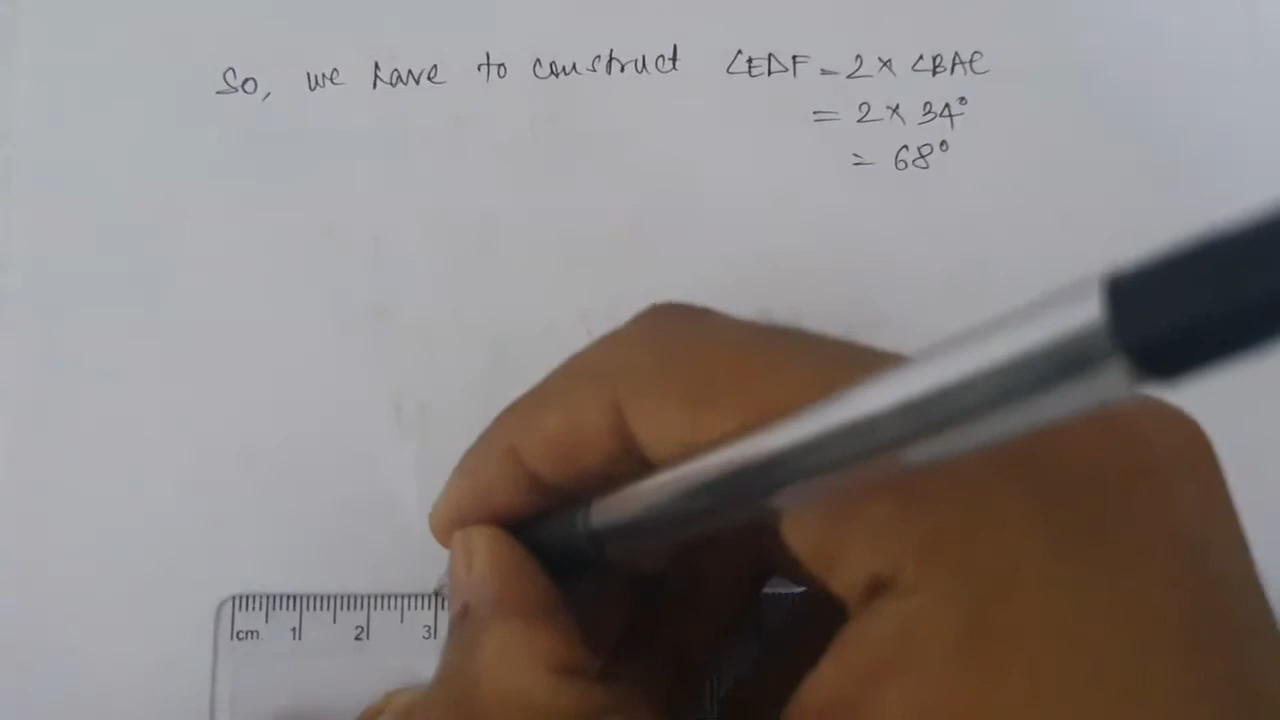 So, we have to construct ∠EDF = 2 × ∠BAC
= 2 × 34°
= 68°
cm. 1 2 3